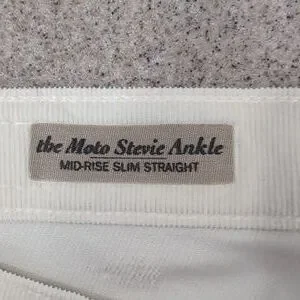 the Moto Stevie Ankle
MID-RISE SLIM STRAIGHT